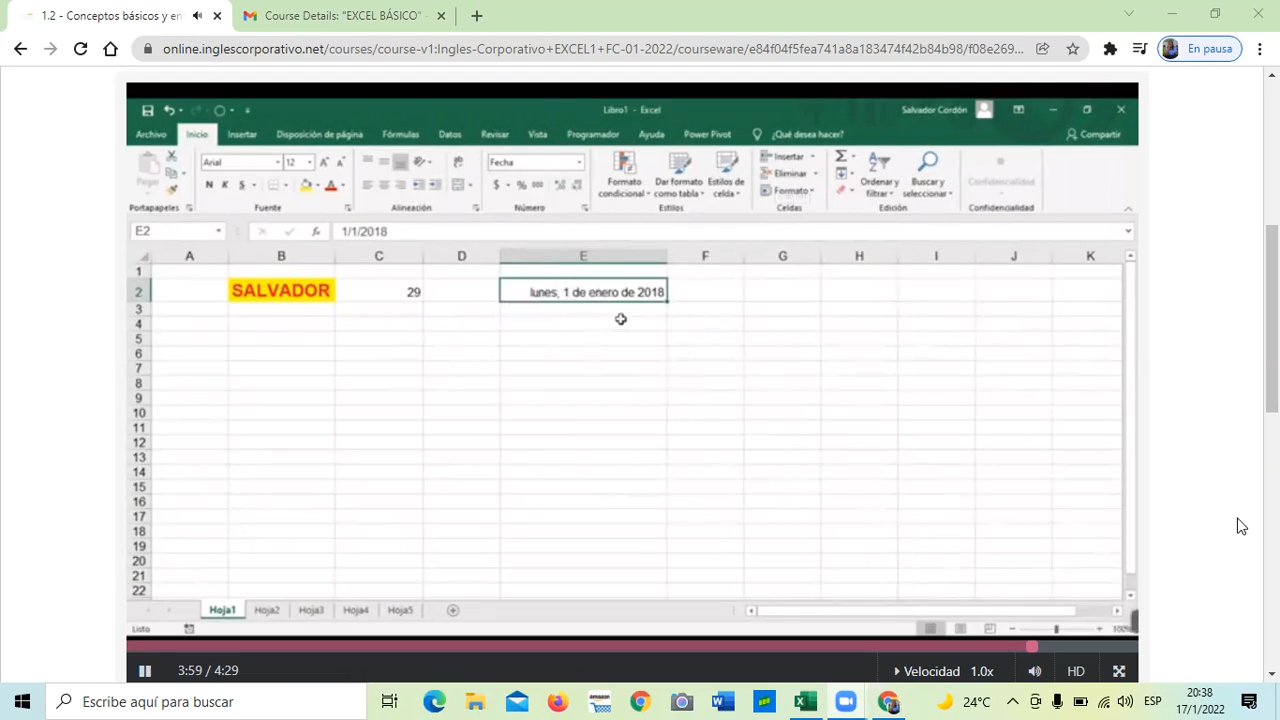 1.2 - Conceptos básicos y en
Course Details: "EXCEL BÁSICO" -
online.inglescorporativo.net/courses/course-v1:Ingles-Corporativo+EXCEL1+FC-01-2022/courseware/e84f04f5fea741a8a183474f42b84b98/f08e269...
En pausa
Libro1 - Excel
Salvador Cordón
Archivo Inicio Insertar Disposición de página Fórmulas Datos Revisar Vista Programador Ayuda Power Pivot ¿Qué desea hacer? Compartir
Pegar
Arial 12
N K S
Fecha
$ % 000
Formato condicional
Dar formato como tabla
Estilos de celda
Insertar
Eliminar
Formato
Ordenar y filtrar
Buscar y seleccionar
Confidencialidad
Portapapeles Fuente Alineación Número Estilos Celdas Edición Confidencialidad
E2 fx 1/1/2018
A B C D E F G H I J K
1
2 SALVADOR 29 lunes, 1 de enero de 2018
3
4
5
6
7
8
9
10
11
12
13
14
15
16
17
18
19
20
21
22
Hoja1 Hoja2 Hoja3 Hoja4 Hoja5
Listo
100%
3:59 / 4:29
Velocidad 1.0x
HD
Escribe aquí para buscar
amazon
24°C
ESP
20:38
17/1/2022